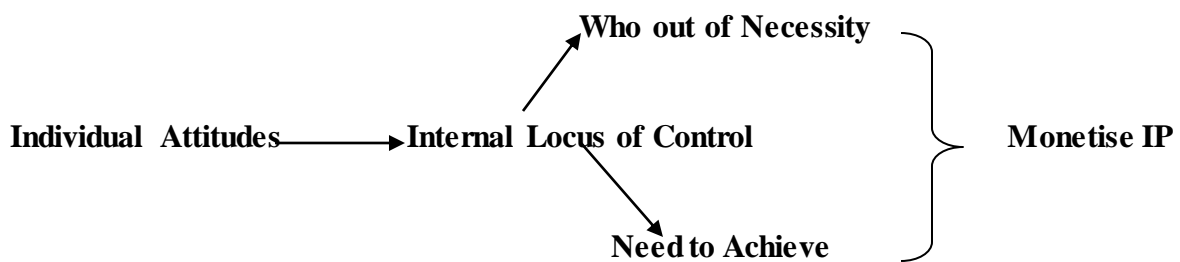 Who out of Necessity
Individual Attitudes Internal Locus of Control Monetise IP
Need to Achieve